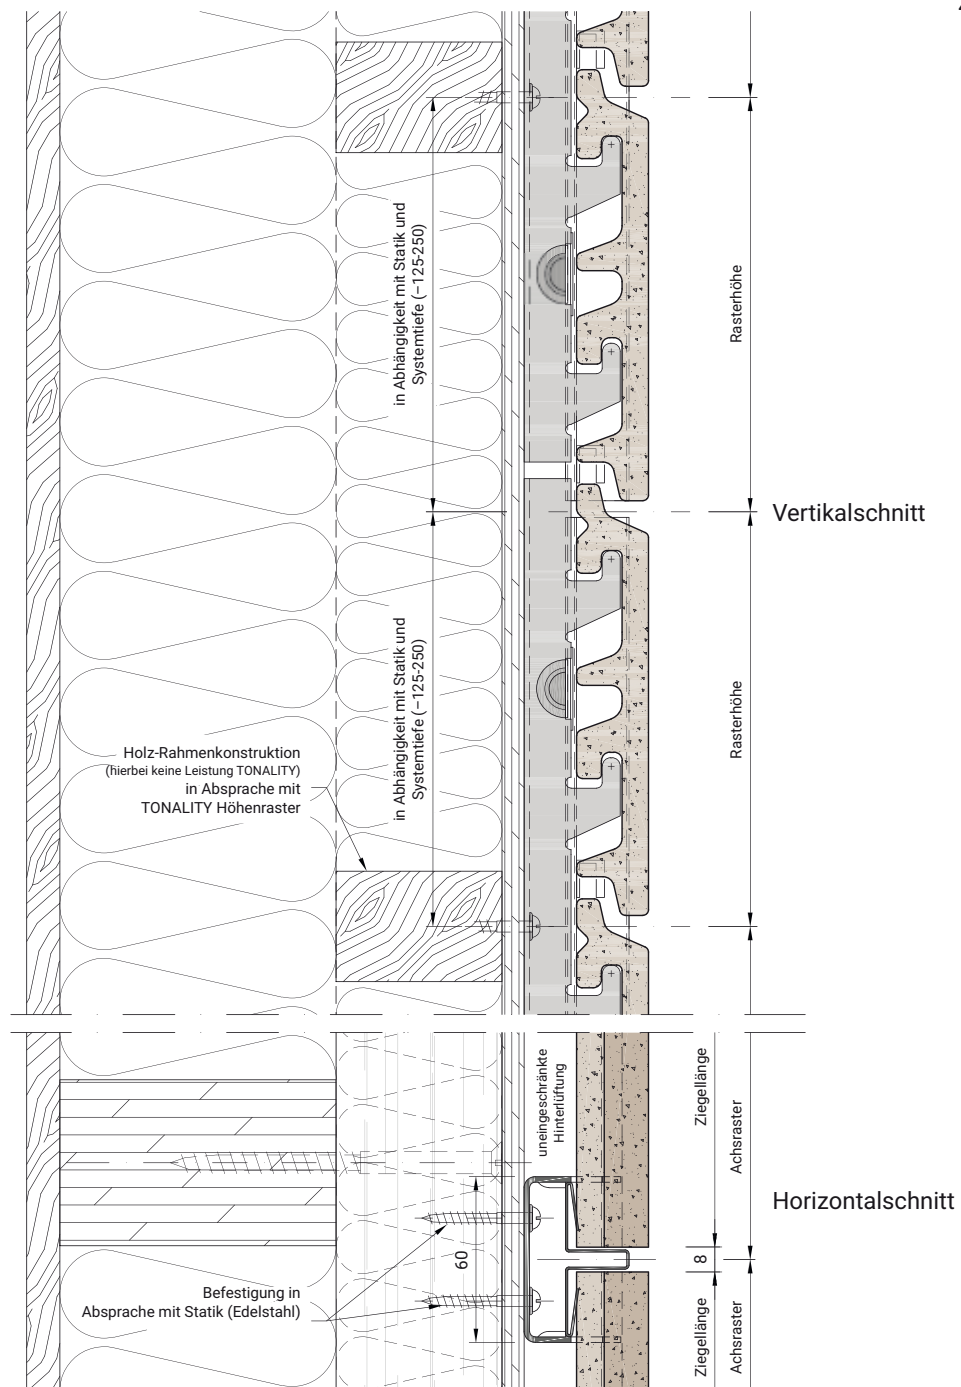 in Abhängigkeit mit Statik und
Systemtiefe (~125-250)
Rasterhöhe
Vertikalschnitt
in Abhängigkeit mit Statik und
Systemtiefe (~125-250)
Rasterhöhe
Holz-Rahmenkonstruktion
(hierbei keine Leistung TONALITY)
in Absprache mit
TONALITY Höhenraster
uneingeschränkte
Hinterlüftung
Ziegellänge
Achsraster
Horizontalschnitt
60
8
Befestigung in
Absprache mit Statik (Edelstahl)
Ziegellänge
Achsraster